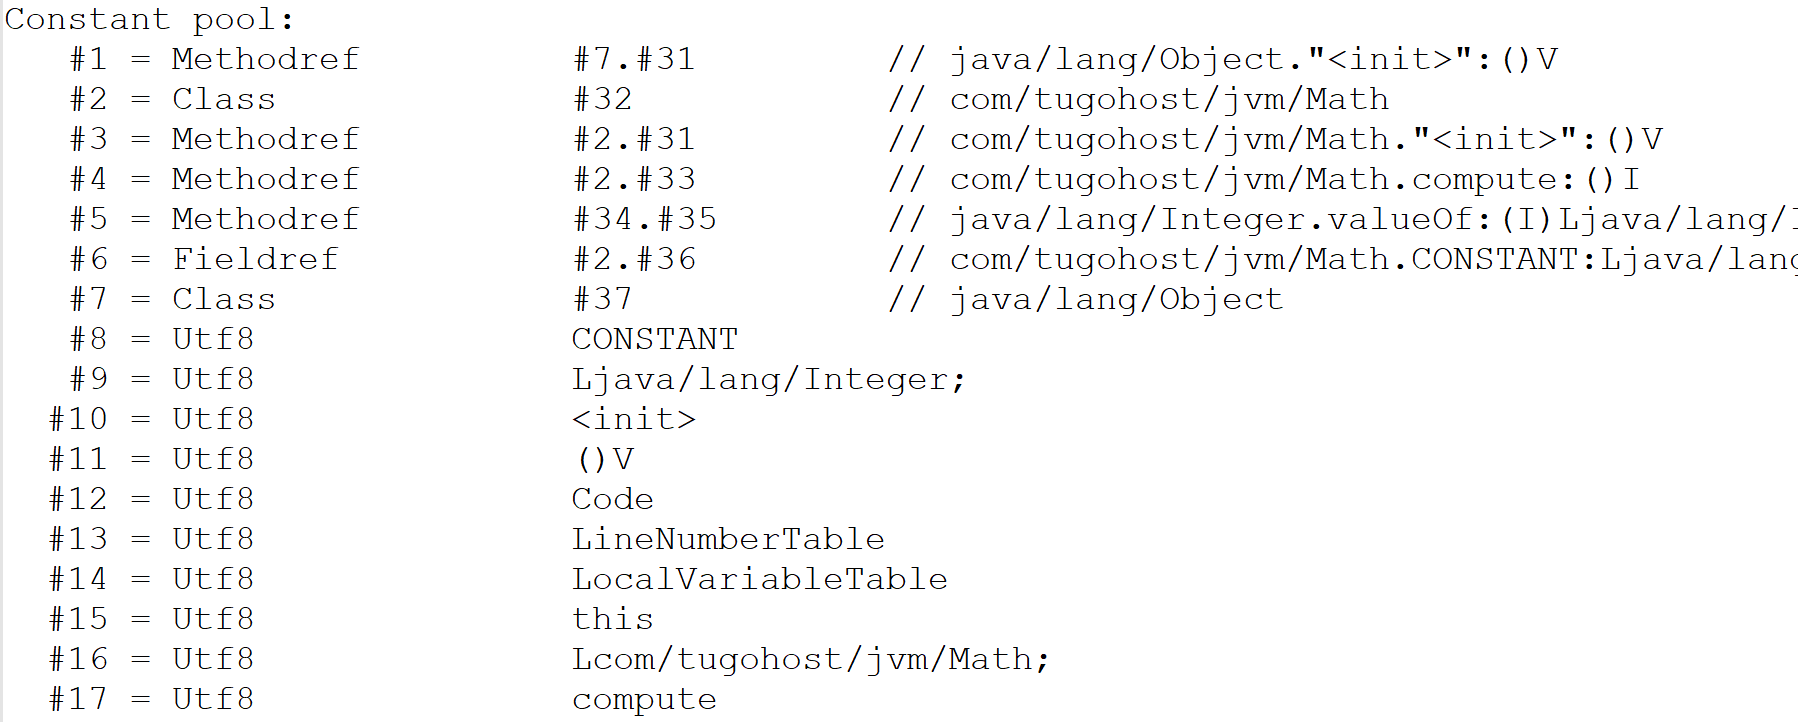 Constant pool:
#1 = Methodref #7.#31 // java/lang/Object."<init>":()V
#2 = Class #32 // com/tugohost/jvm/Math
#3 = Methodref #2.#31 // com/tugohost/jvm/Math."<init>":()V
#4 = Methodref #2.#33 // com/tugohost/jvm/Math.compute:()I
#5 = Methodref #34.#35 // java/lang/Integer.valueOf:(I)Ljava/lang/
#6 = Fieldref #2.#36 // com/tugohost/jvm/Math.CONSTANT:Ljava/lang
#7 = Class #37 // java/lang/Object
#8 = Utf8 CONSTANT
#9 = Utf8 Ljava/lang/Integer;
#10 = Utf8 <init>
#11 = Utf8 ()V
#12 = Utf8 Code
#13 = Utf8 LineNumberTable
#14 = Utf8 LocalVariableTable
#15 = Utf8 this
#16 = Utf8 Lcom/tugohost/jvm/Math;
#17 = Utf8 compute